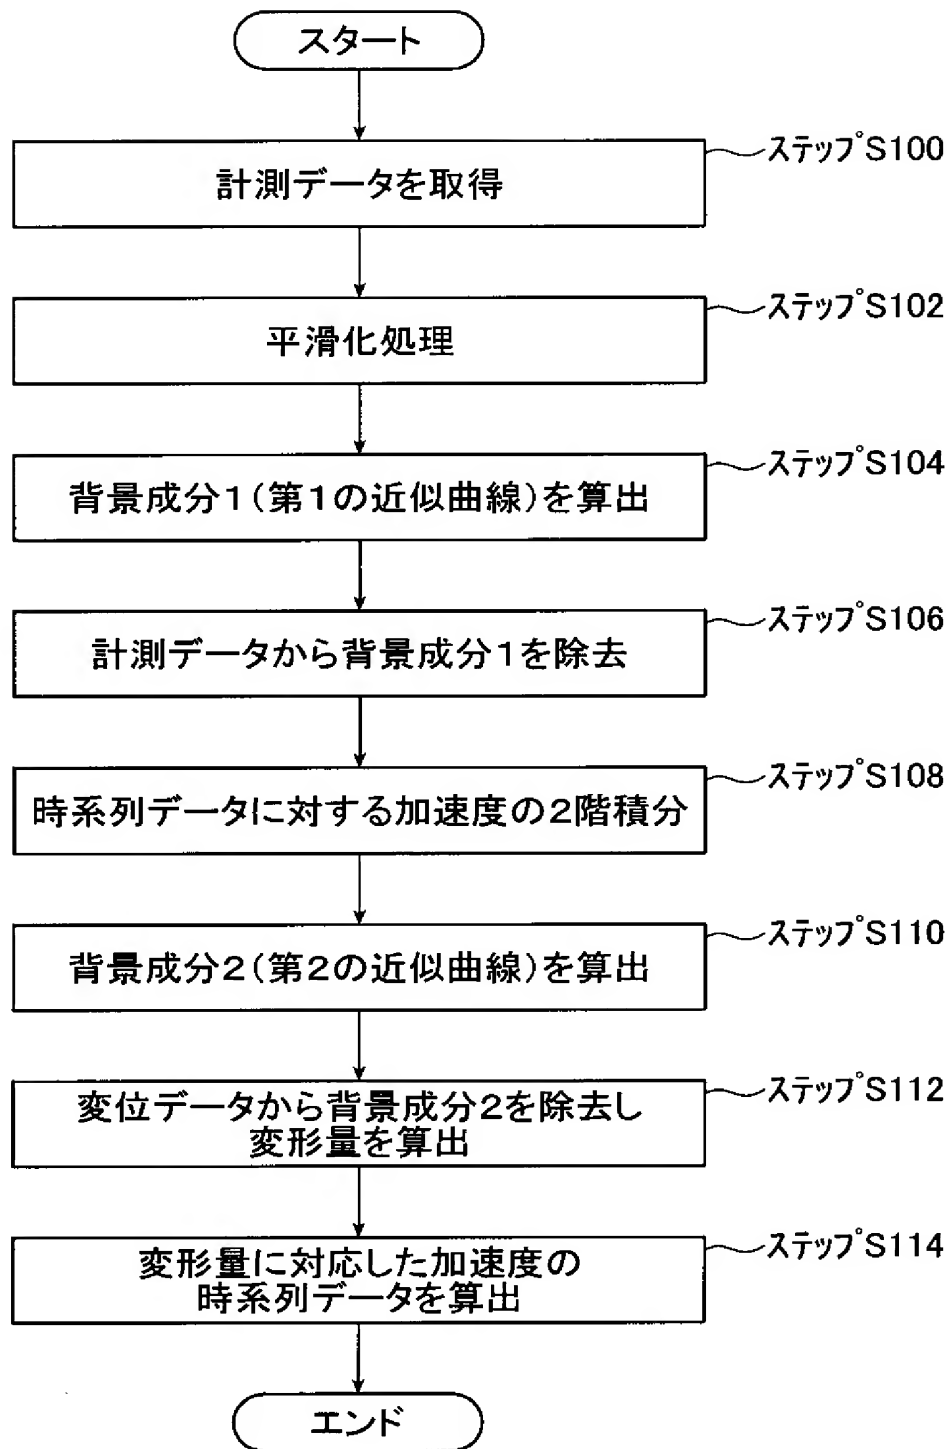 スタート
ステップS100
計測データを取得
ステップS102
平滑化処理
ステップS104
背景成分1(第1の近似曲線)を算出
ステップS106
計測データから背景成分1を除去
ステップS108
時系列データに対する加速度の2階積分
ステップS110
背景成分2(第2の近似曲線)を算出
ステップS112
変位データから背景成分2を除去し
変形量を算出
ステップS114
変形量に対応した加速度の
時系列データを算出
エンド